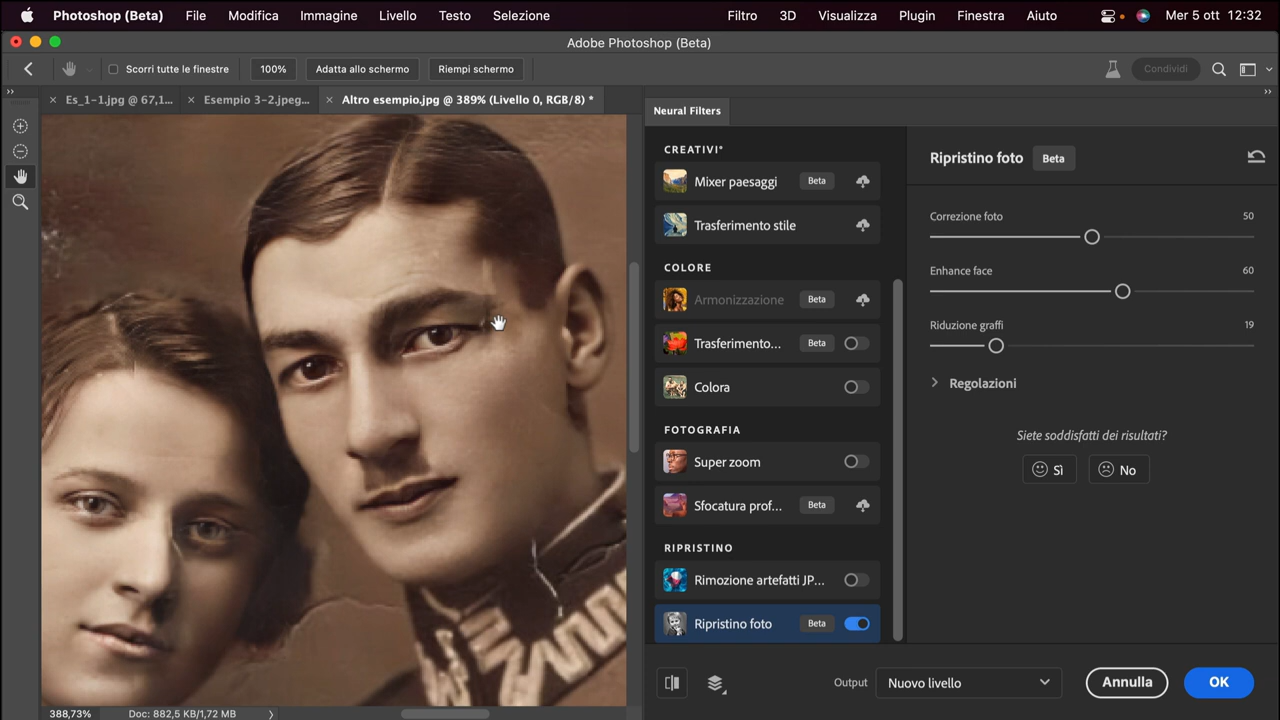 Photoshop (Beta) File Modifica Immagine Livello Testo Selezione Filtro 3D Visualizza Plugin Finestra Aiuto Mer 5 ott 12:32
Adobe Photoshop (Beta)
Scorri tutte le finestre 100% Adatta allo schermo Riempi schermo Condividi
Es_1-1.jpg @ 67,1... Esempio 3-2.jpeg... Altro esempio.jpg @ 389% (Livello 0, RGB/8) *
Neural Filters
CREATIVI*
Mixer paesaggi Beta
Trasferimento stile
COLORE
Armonizzazione Beta
Trasferimento... Beta
Colora
FOTOGRAFIA
Super zoom
Sfocatura prof... Beta
RIPRISTINO
Rimozione artefatti JP...
Ripristino foto Beta
Ripristino foto Beta
Correzione foto 50
Enhance face 60
Riduzione graffi 19
Regolazioni
Siete soddisfatti dei risultati?
Sì No
Output Nuovo livello Annulla OK
388,73% Doc: 882,5 KB/1,72 MB